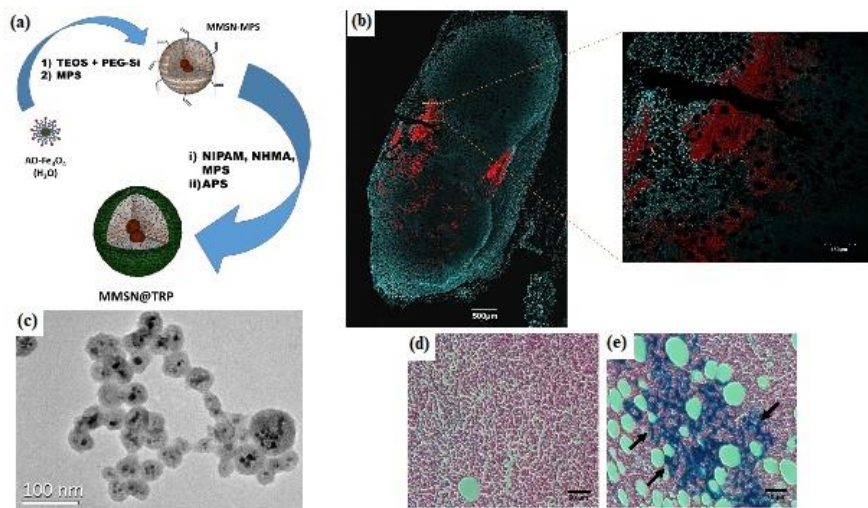 (a)
MMSN-MPS
1) TEOS + PEG-Si
2) MPS
AO-Fe₃O₄
(H₂O)
i) NIPAM, NHMA,
MPS
ii)APS
MMSN@TRP
(b)
500µm
(c)
100 nm
(d)
(e)